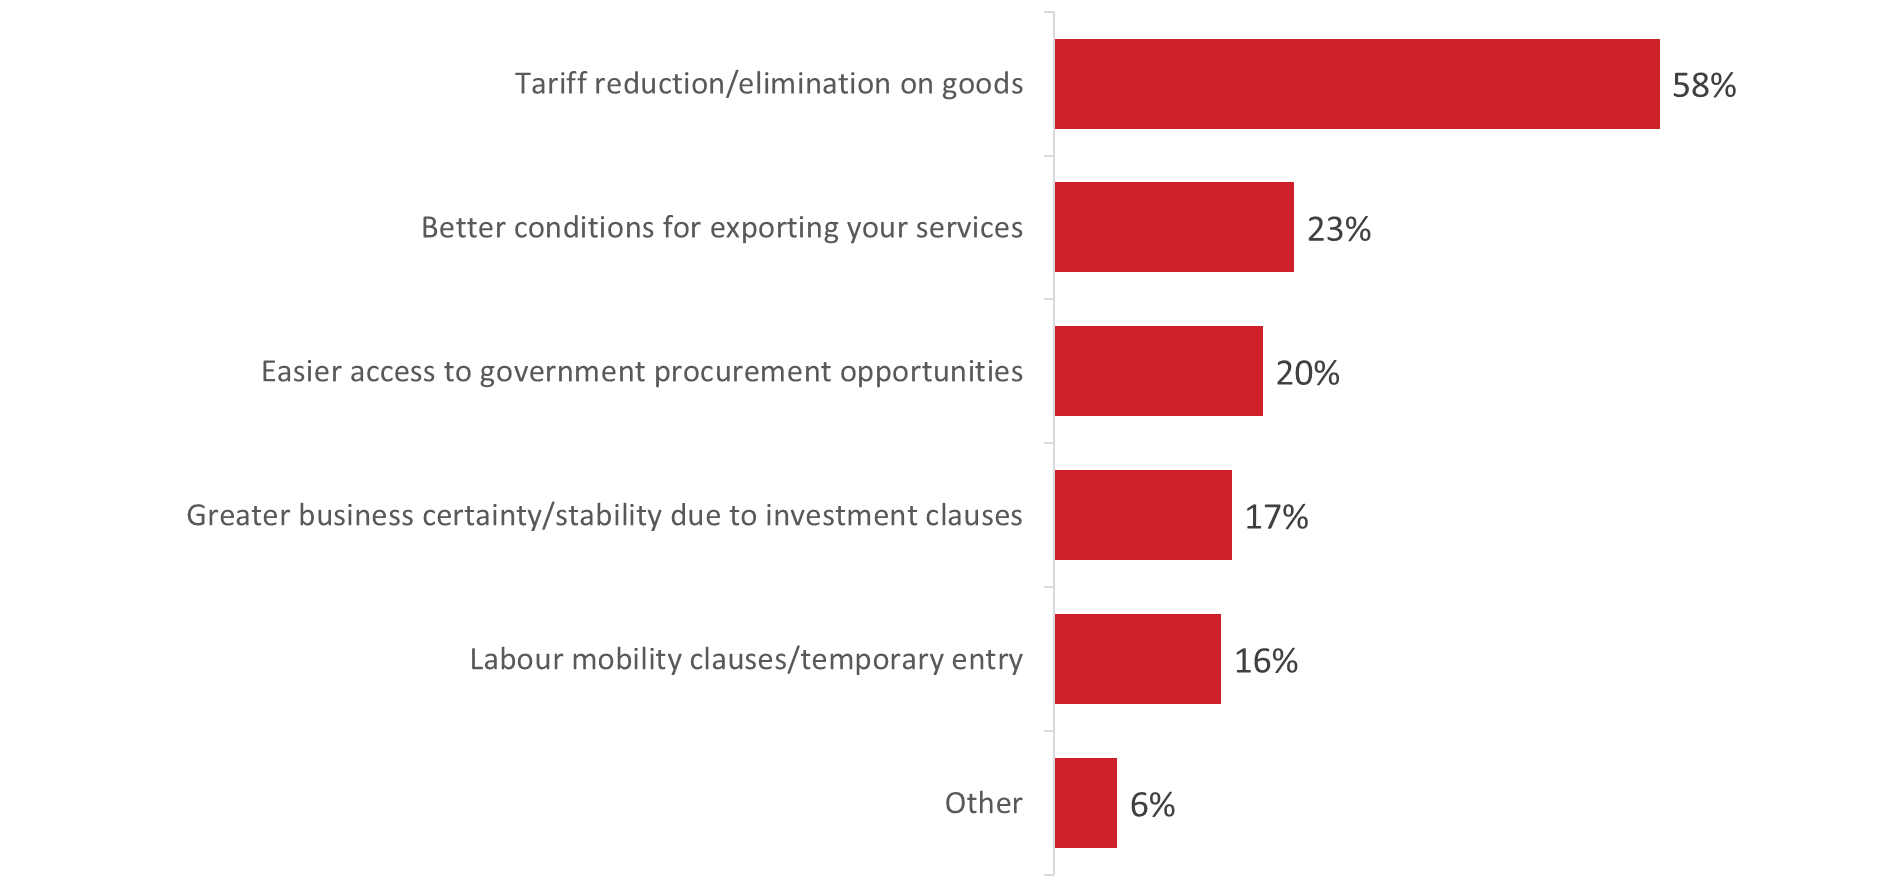 Tariff reduction/elimination on goods 58%
Better conditions for exporting your services 23%
Easier access to government procurement opportunities 20%
Greater business certainty/stability due to investment clauses 17%
Labour mobility clauses/temporary entry 16%
Other 6%